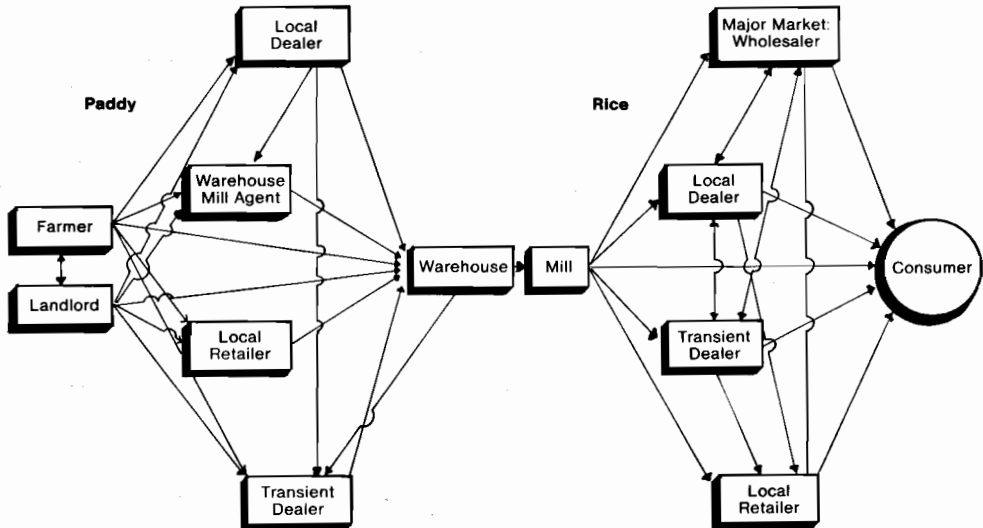 Local
Dealer
Major Market:
Wholesaler
Paddy
Rice
Warehouse
Mill Agent
Local
Dealer
Farmer
Landlord
Warehouse
Mill
Consumer
Local
Retailer
Transient
Dealer
Transient
Dealer
Local
Retailer